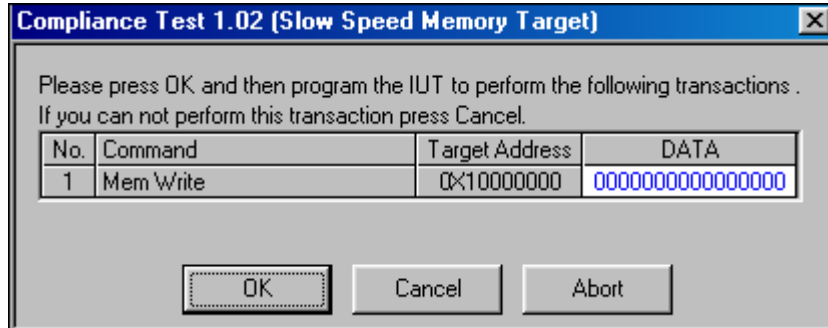 Compliance Test 1.02 (Slow Speed Memory Target)
Please press OK and then program the IUT to perform the following transactions .
If you can not perform this transaction press Cancel.
No. Command Target Address DATA
1 Mem Write 0X10000000 0000000000000000
OK Cancel Abort